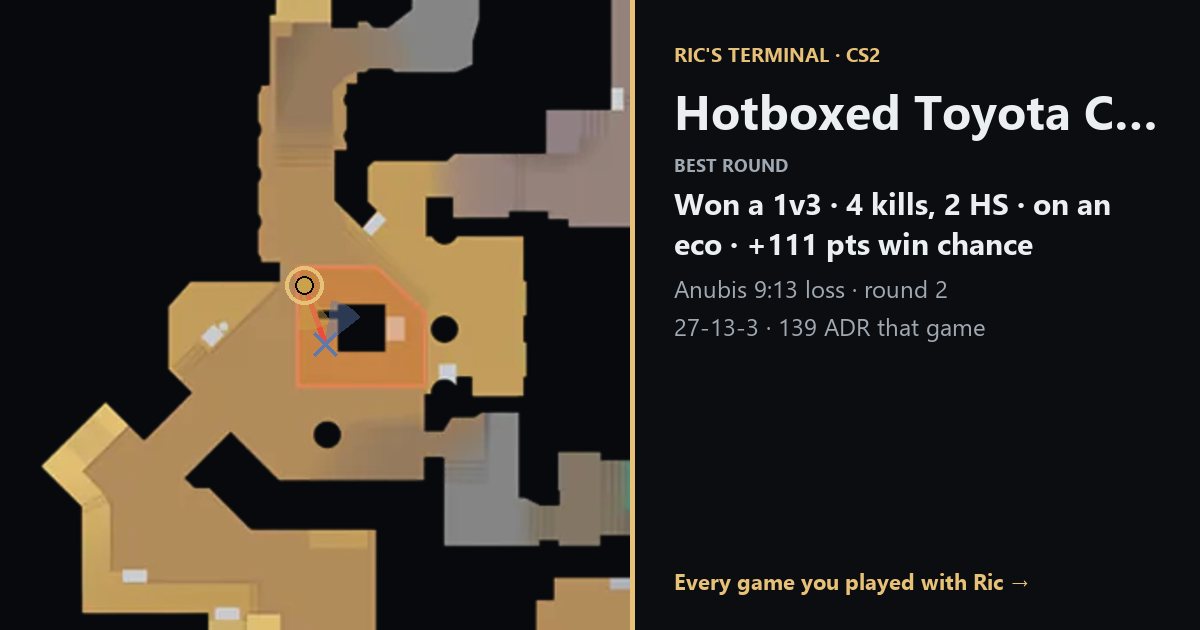 RIC'S TERMINAL · CS2
Hotboxed Toyota C...
BEST ROUND
Won a 1v3 · 4 kills, 2 HS · on an
eco · +111 pts win chance
Anubis 9:13 loss · round 2
27-13-3 · 139 ADR that game
Every game you played with Ric →